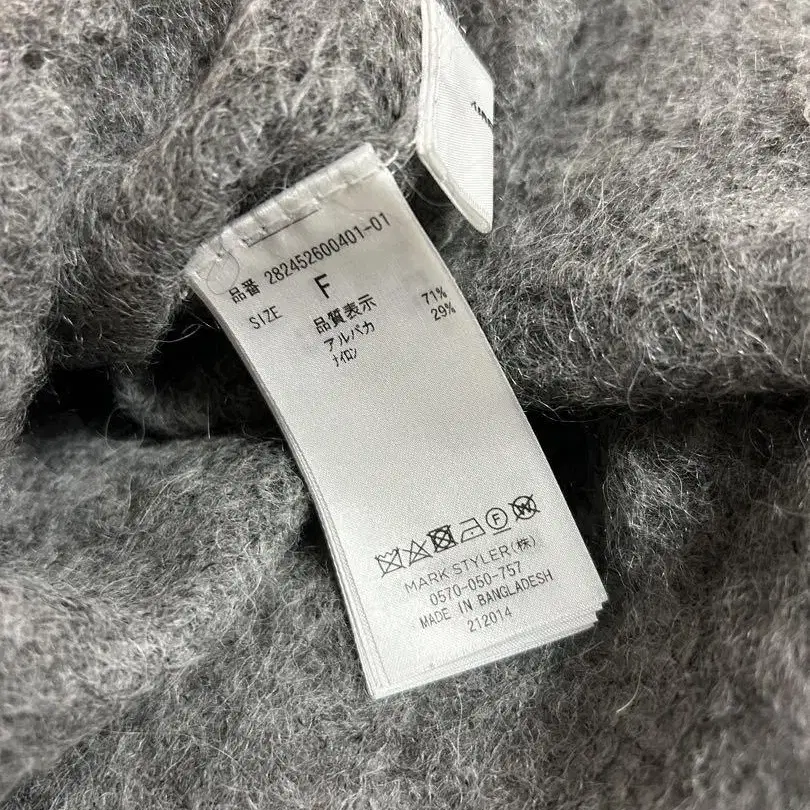 品番 282452600401-01
SIZE F
品質表示
アルパカ 71%
ナイロン 29%
MARK STYLER(株)
0570-050-757
MADE IN BANGLADESH
212014